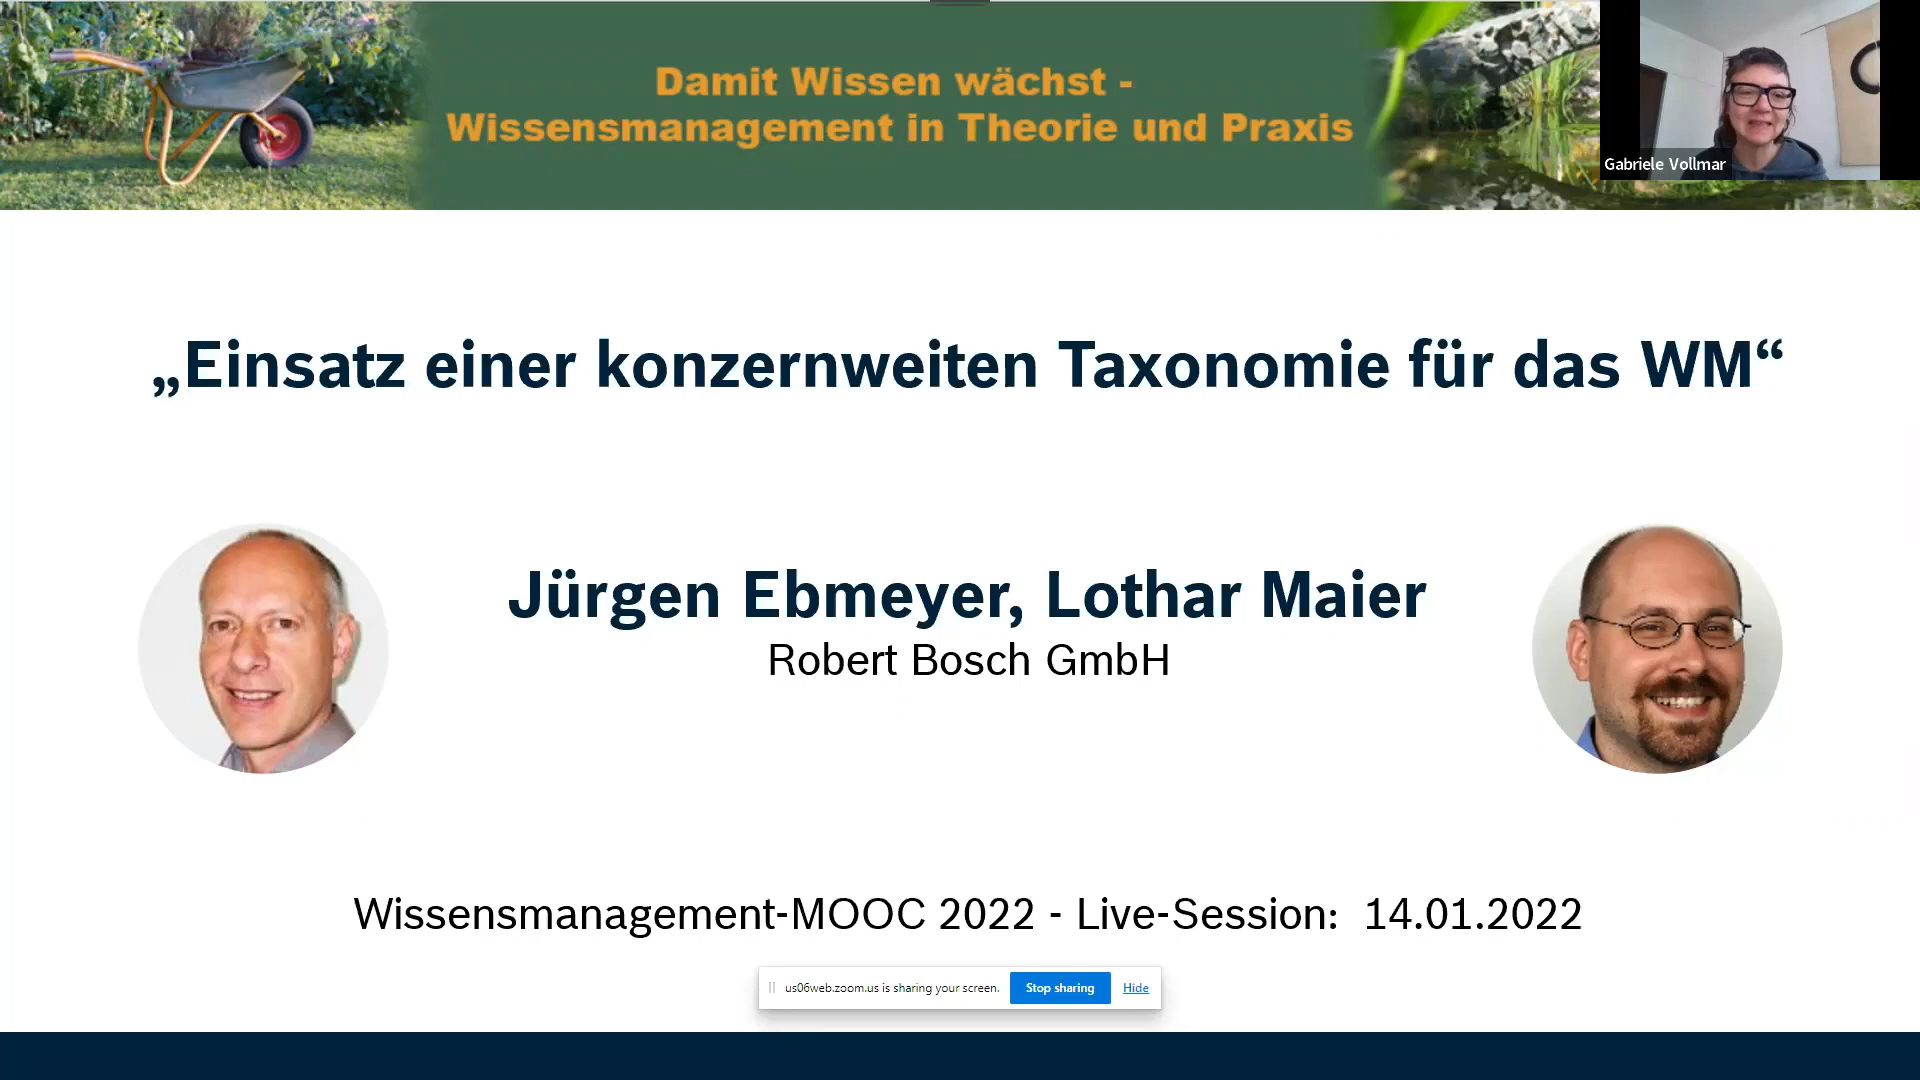 Damit Wissen wächst -
Wissensmanagement in Theorie und Praxis
Gabriele Vollmar
„Einsatz einer konzernweiten Taxonomie für das WM“
Jürgen Ebmeyer, Lothar Maier
Robert Bosch GmbH
Wissensmanagement-MOOC 2022 - Live-Session: 14.01.2022
us06web.zoom.us is sharing your screen. Stop sharing Hide